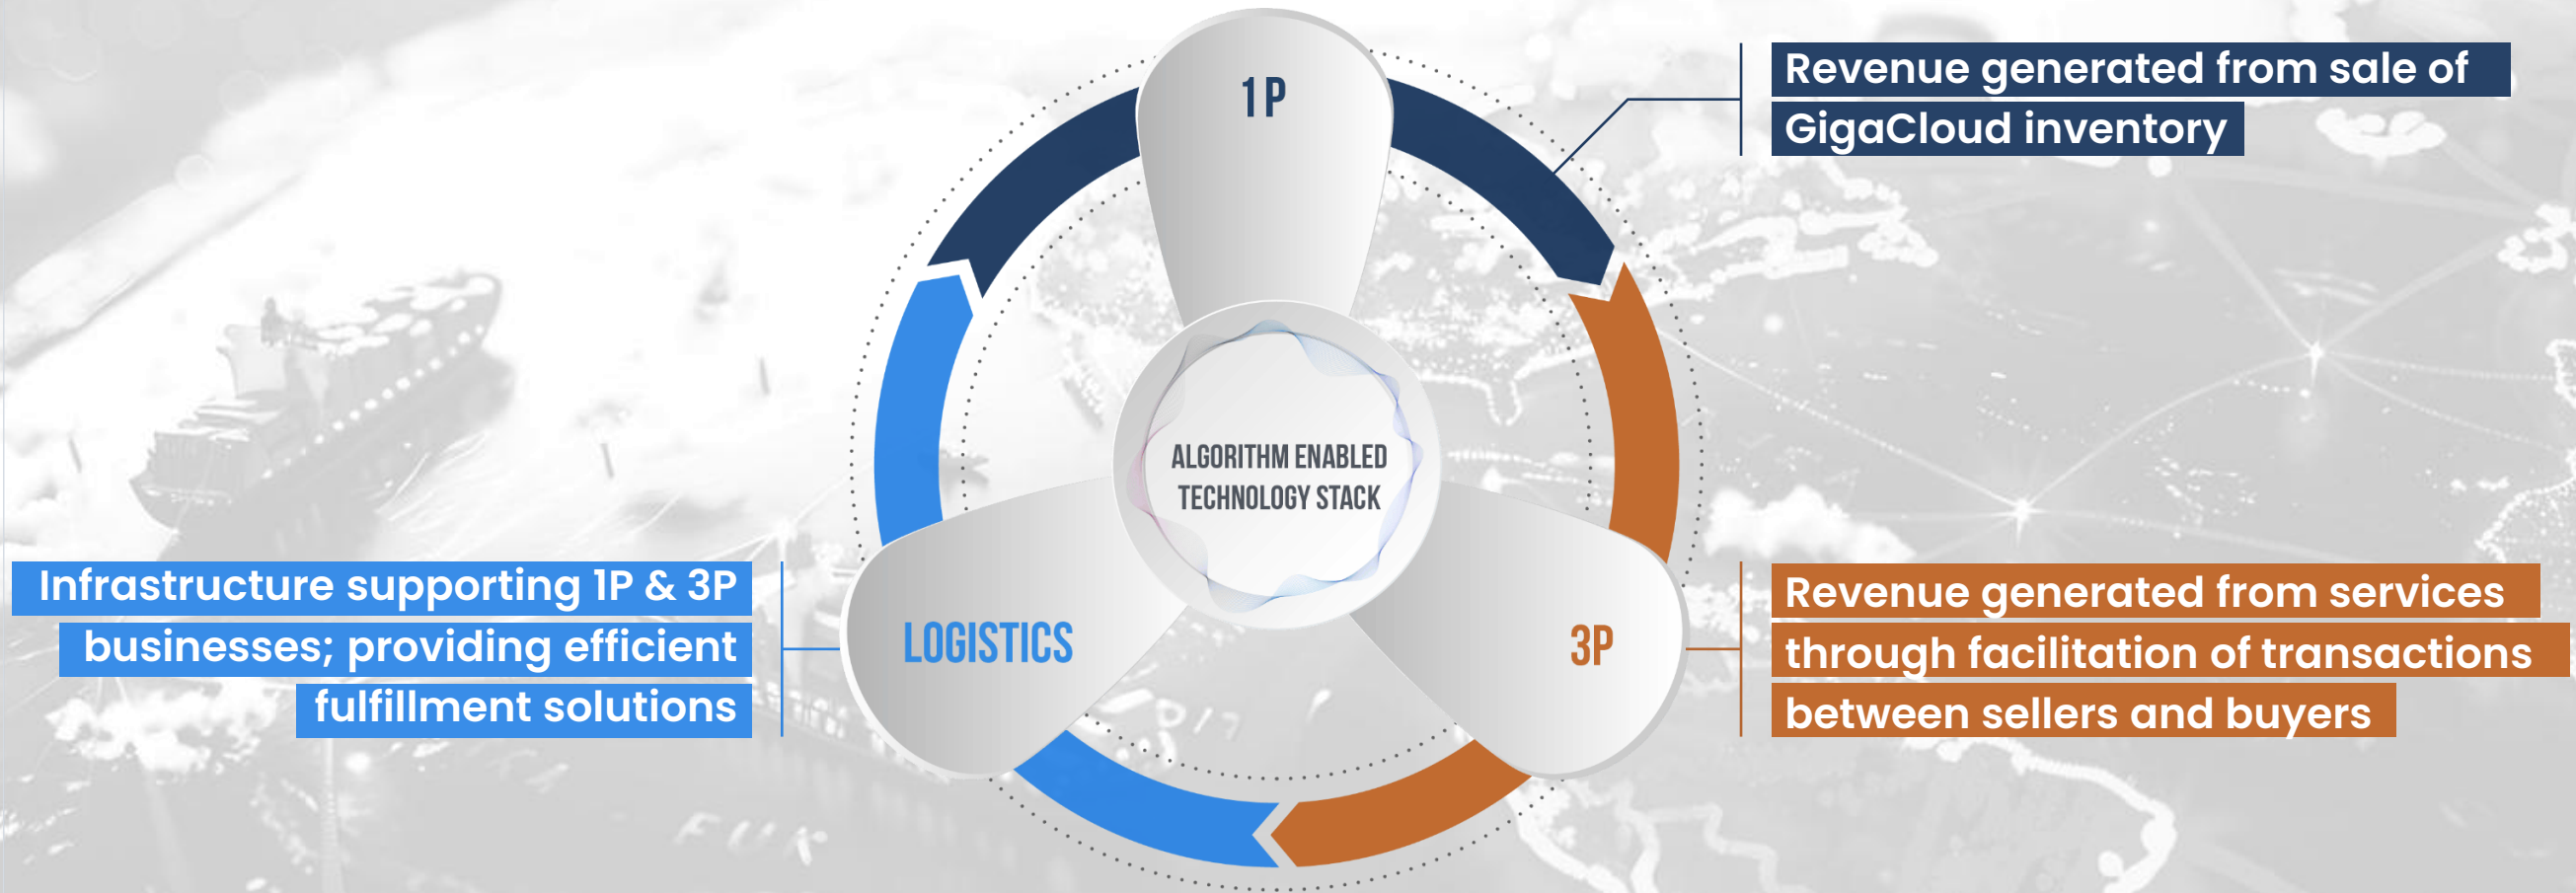 1P
Revenue generated from sale of
GigaCloud inventory
ALGORITHM ENABLED
TECHNOLOGY STACK
Infrastructure supporting 1P & 3P
businesses; providing efficient
fulfillment solutions
LOGISTICS
3P
Revenue generated from services
through facilitation of transactions
between sellers and buyers